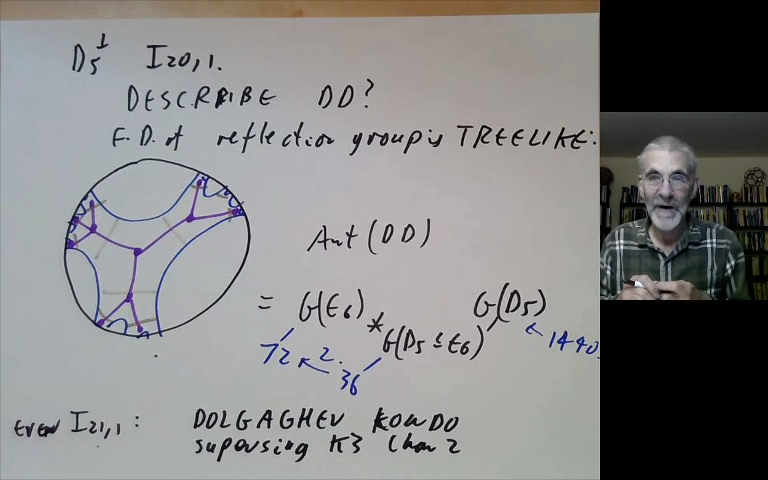 D₅^⊥ I20,1.
DESCRIBE DD?
F.D. of reflection group is TREELIKE:
Aut (DD)
= G(E₆) * G(D₅ ≤ E₆) G(D₅)
72 2. 36 1440
EVEN I21,1 : DOLGAGHEV KONDO
supersing K3 Char 2